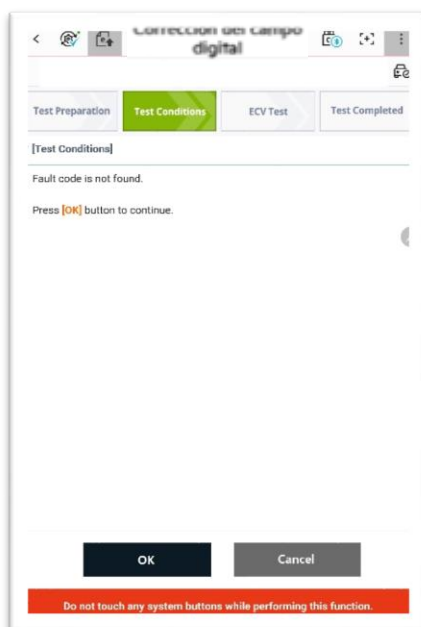 Corrección del campo
digital
Test Preparation
Test Conditions
ECV Test
Test Completed
[Test Conditions]
Fault code is not found.
Press [OK] button to continue.
OK
Cancel
Do not touch any system buttons while performing this function.